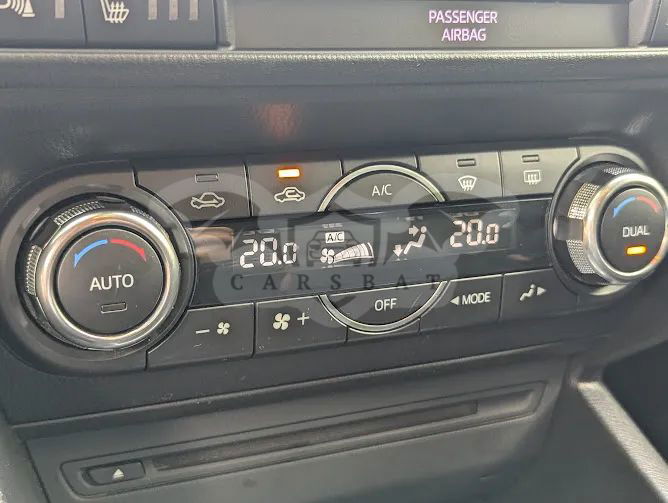 PASSENGER
AIRBAG
A/C
AUTO
20.0
A/C
20.0
DUAL
CARSBAT
OFF
MODE